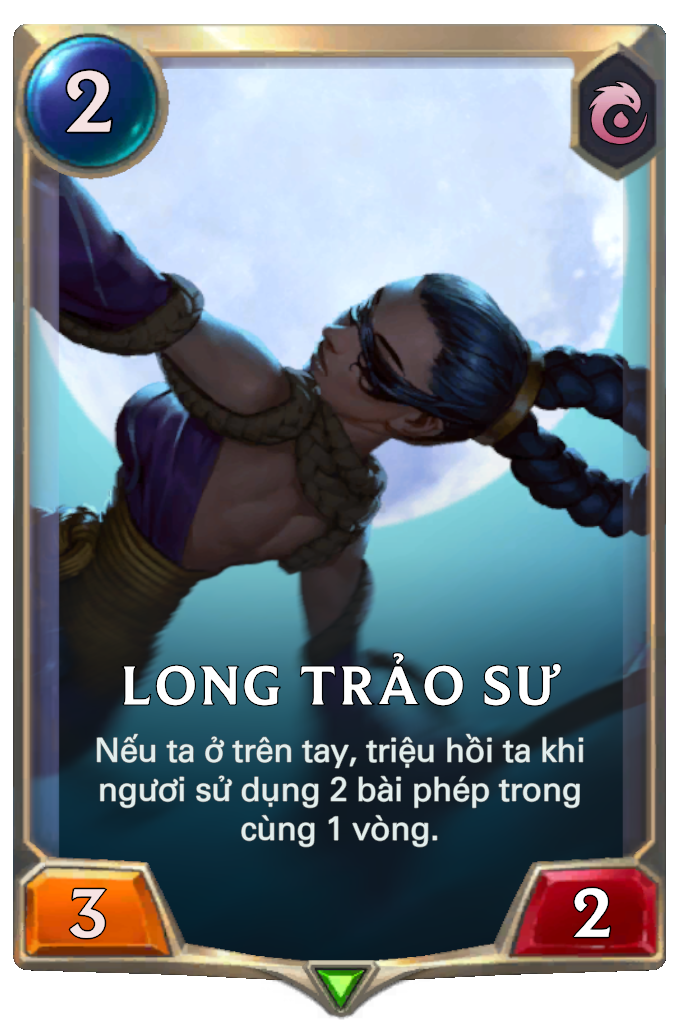 2
LONG TRẢO SƯ
Nếu ta ở trên tay, triệu hồi ta khi
ngươi sử dụng 2 bài phép trong
cùng 1 vòng.
3
2